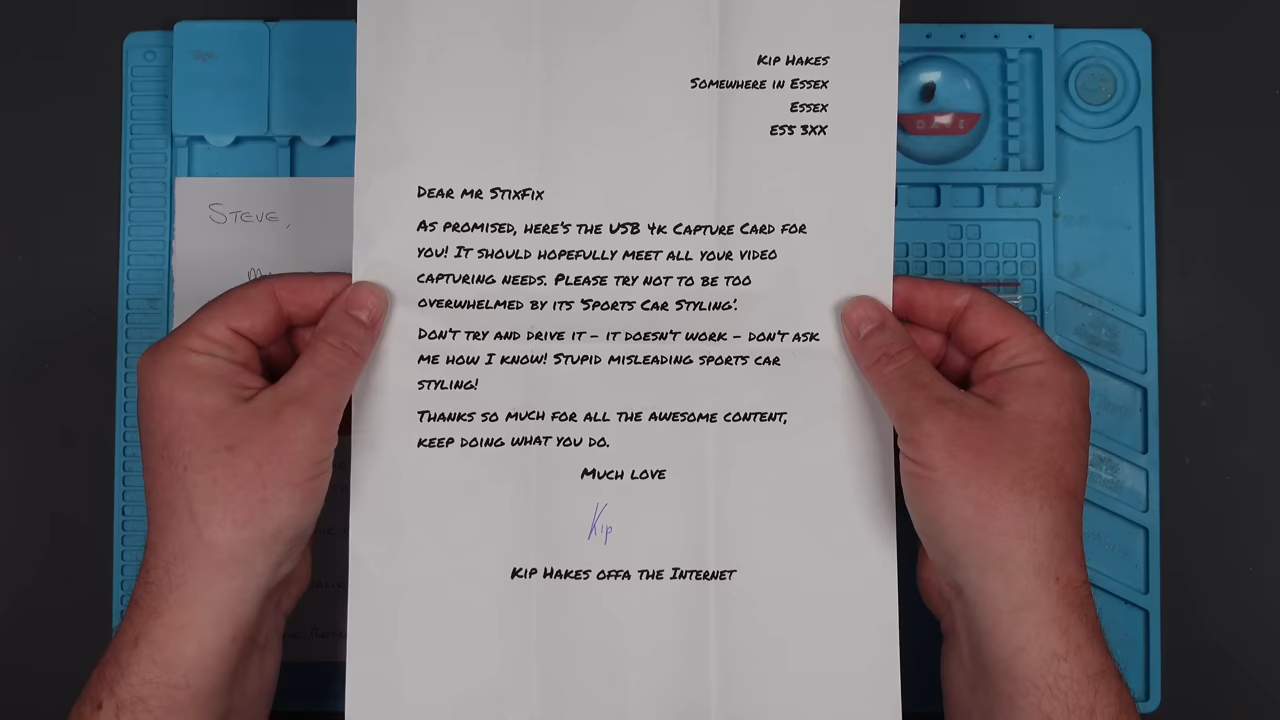 Kip Hakes
Somewhere in Essex
Essex
ES5 3XX
Dear mr StixFix
As promised, here's the USB 4k Capture Card for
you! It should hopefully meet all your video
capturing needs. Please try not to be too
overwhelmed by its 'Sports Car Styling'.
Don't try and drive it – it doesn't work – don't ask
me how I know! Stupid misleading sports car
styling!
Thanks so much for all the awesome content,
keep doing what you do.
Much love
Kip
Kip Hakes offa the Internet
Steve,
DAVE